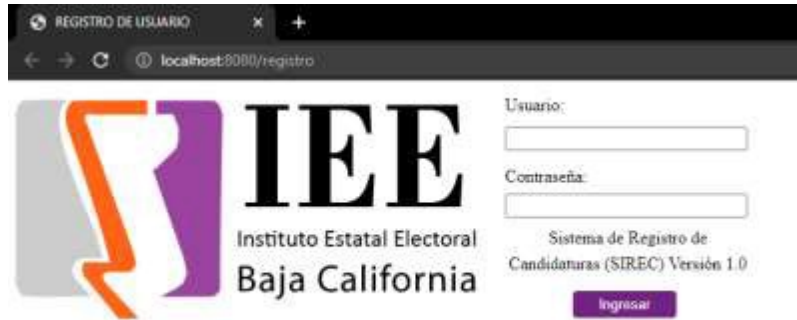 REGISTRO DE USUARIO
localhost:8080/registro
IEE
Instituto Estatal Electoral
Baja California
Usuario:
Contraseña:
Sistema de Registro de
Candidaturas (SIREC) Versión 1.0
Ingresar